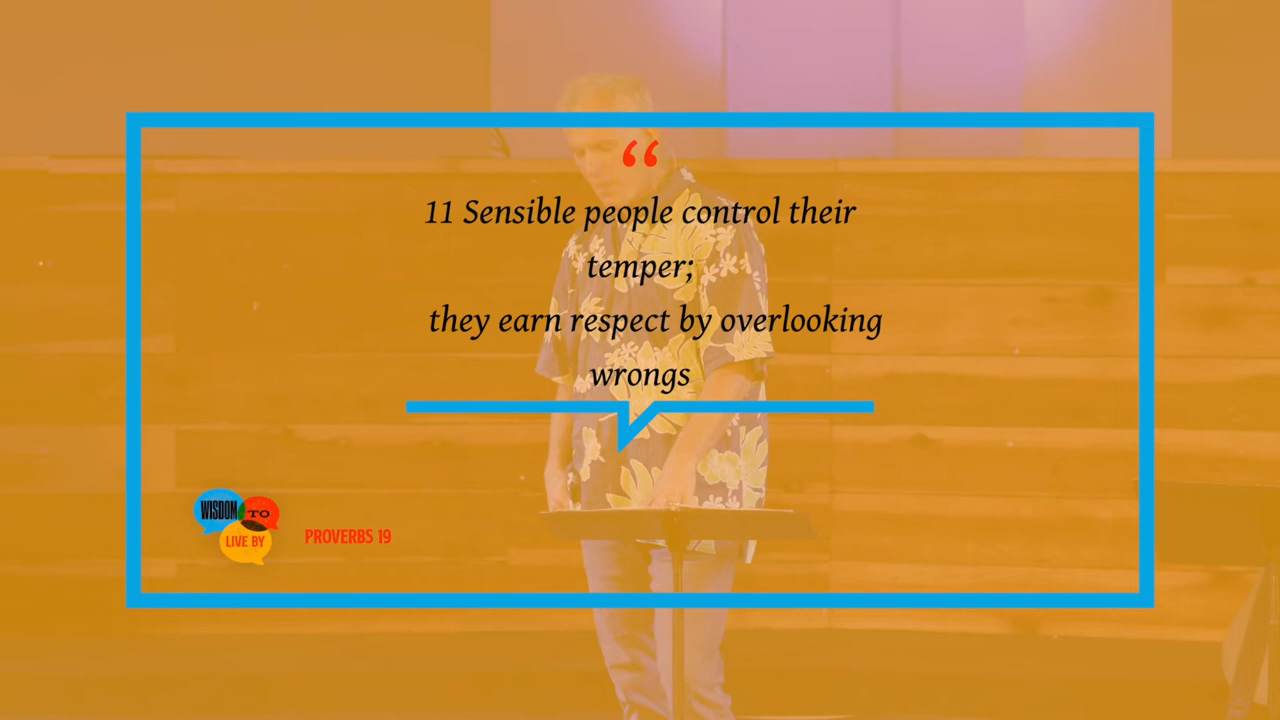 “
11 Sensible people control their
temper;
they earn respect by overlooking
wrongs
WISDOM TO
LIVE BY
PROVERBS 19